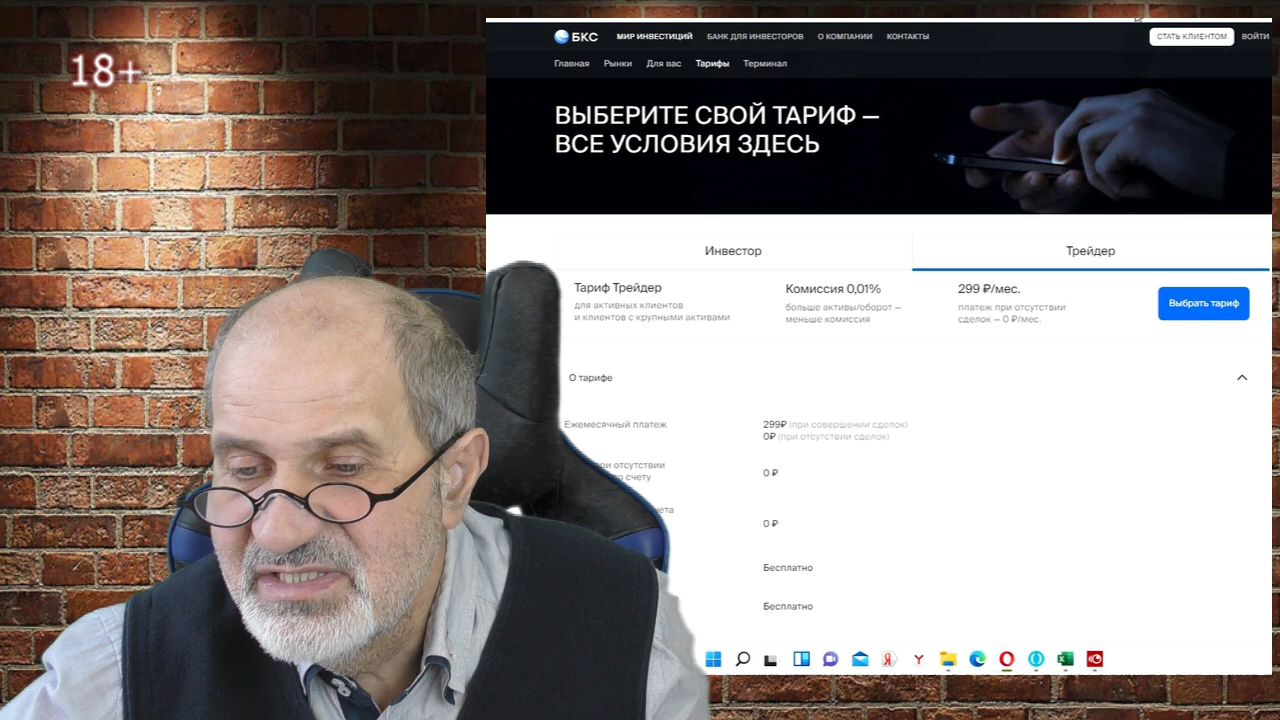 18+
БКС
МИР ИНВЕСТИЦИЙ БАНК ДЛЯ ИНВЕСТОРОВ О КОМПАНИИ КОНТАКТЫ
СТАТЬ КЛИЕНТОМ ВОЙТИ
Главная Рынки Для вас Тарифы Терминал
ВЫБЕРИТЕ СВОЙ ТАРИФ —
ВСЕ УСЛОВИЯ ЗДЕСЬ
Инвестор Трейдер
Тариф Трейдер
для активных клиентов
и клиентов с крупными активами
Комиссия 0,01%
больше активы/оборот —
меньше комиссия
299 ₽/мес.
платеж при отсутствии
сделок — 0 ₽/мес.
Выбрать тариф
О тарифе
Ежемесячный платеж
299₽ (при совершении сделок)
0₽ (при отсутствии сделок)
при отсутствии
по счету
0 ₽
0 ₽
Бесплатно
Бесплатно